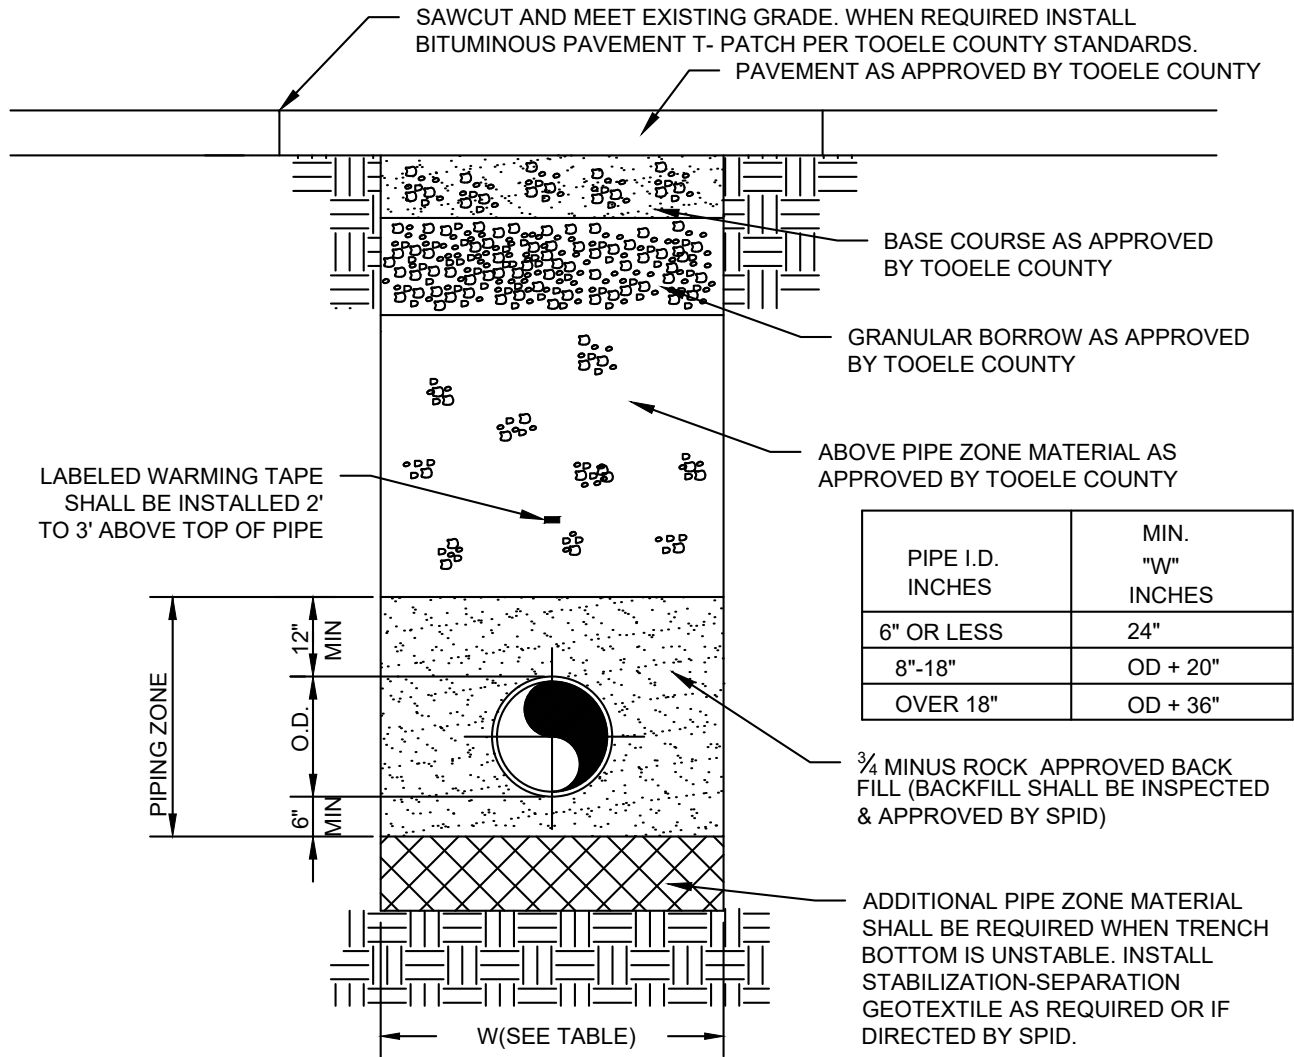 SAWCUT AND MEET EXISTING GRADE. WHEN REQUIRED INSTALL
BITUMINOUS PAVEMENT T- PATCH PER TOOELE COUNTY STANDARDS.
PAVEMENT AS APPROVED BY TOOELE COUNTY
BASE COURSE AS APPROVED
BY TOOELE COUNTY
GRANULAR BORROW AS APPROVED
BY TOOELE COUNTY
ABOVE PIPE ZONE MATERIAL AS
APPROVED BY TOOELE COUNTY
LABELED WARMING TAPE
SHALL BE INSTALLED 2'
TO 3' ABOVE TOP OF PIPE
PIPE I.D.
INCHES
MIN.
"W"
INCHES
6" OR LESS
24"
8"-18"
OD + 20"
OVER 18"
OD + 36"
PIPING ZONE
12"
MIN
O.D.
6"
MIN
¾ MINUS ROCK APPROVED BACK
FILL (BACKFILL SHALL BE INSPECTED
& APPROVED BY SPID)
ADDITIONAL PIPE ZONE MATERIAL
SHALL BE REQUIRED WHEN TRENCH
BOTTOM IS UNSTABLE. INSTALL
STABILIZATION-SEPARATION
GEOTEXTILE AS REQUIRED OR IF
DIRECTED BY SPID.
W(SEE TABLE)